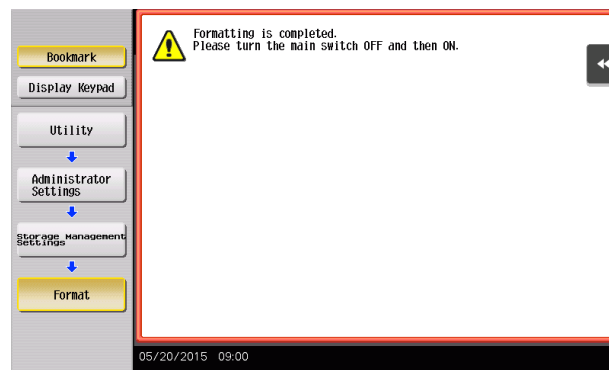 Formatting is completed.
Please turn the main switch OFF and then ON.
Bookmark
Display Keypad
Utility
Administrator
Settings
Storage Management
Settings
Format
05/20/2015 09:00